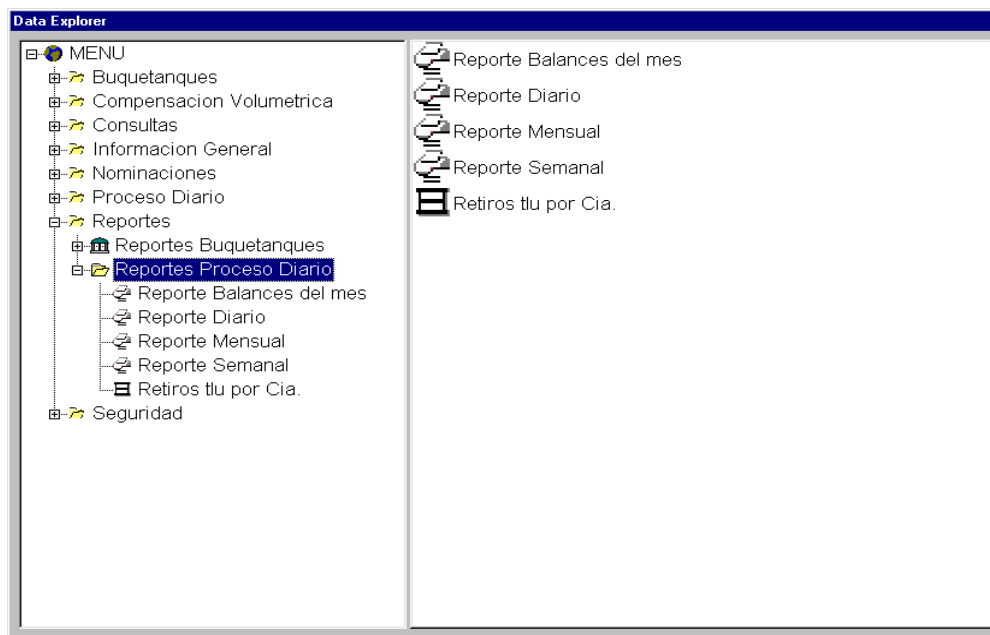 Data Explorer
MENU
Buquetanques
Compensacion Volumetrica
Consultas
Informacion General
Nominaciones
Proceso Diario
Reportes
Reportes Buquetanques
Reportes Proceso Diario
Reporte Balances del mes
Reporte Diario
Reporte Mensual
Reporte Semanal
Retiros tlu por Cia.
Seguridad
Reporte Balances del mes
Reporte Diario
Reporte Mensual
Reporte Semanal
Retiros tlu por Cia.